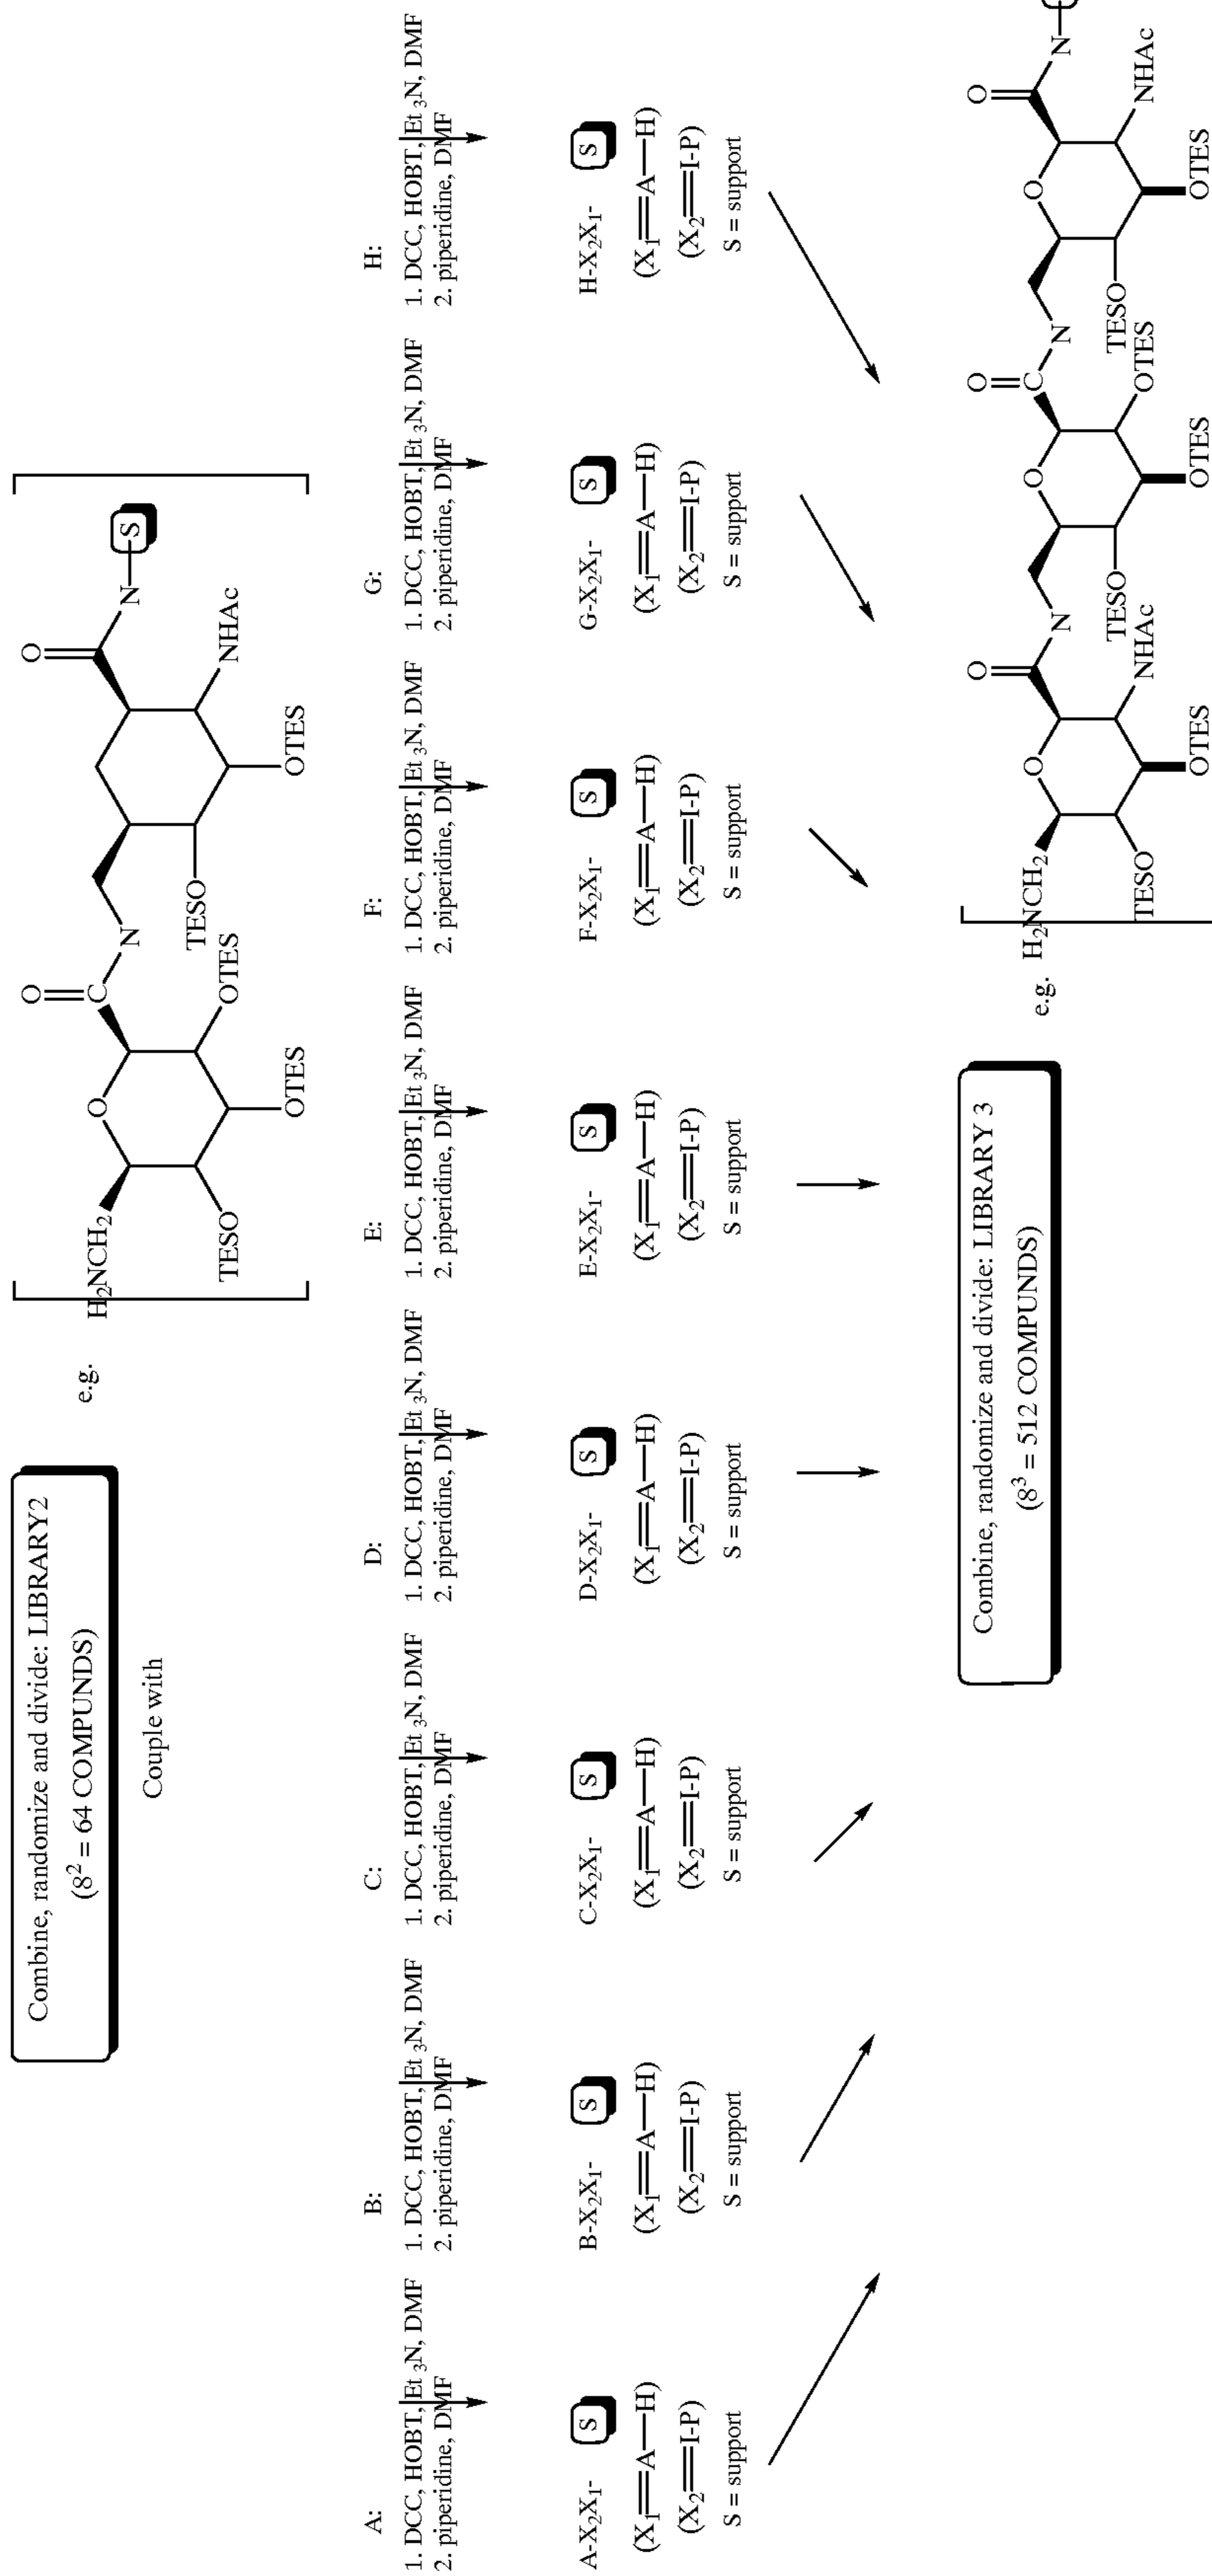 Combine, randomize and divide: LIBRARY2
(8² = 64 COMPUNDS)
Couple with
e.g.
H₂NCH₂
O
O
C
N
TESO
OTES
OTES
TESO
OTES
O
N
S
NHAc
A:
1. DCC, HOBT, Et₃N, DMF
2. piperidine, DMF
A-X₂X₁- S
(X₁═A—H)
(X₂═I-P)
S = support
B:
1. DCC, HOBT, Et₃N, DMF
2. piperidine, DMF
B-X₂X₁- S
(X₁═A—H)
(X₂═I-P)
S = support
C:
1. DCC, HOBT, Et₃N, DMF
2. piperidine, DMF
C-X₂X₁- S
(X₁═A—H)
(X₂═I-P)
S = support
D:
1. DCC, HOBT, Et₃N, DMF
2. piperidine, DMF
D-X₂X₁- S
(X₁═A—H)
(X₂═I-P)
S = support
E:
1. DCC, HOBT, Et₃N, DMF
2. piperidine, DMF
E-X₂X₁- S
(X₁═A—H)
(X₂═I-P)
S = support
F:
1. DCC, HOBT, Et₃N, DMF
2. piperidine, DMF
F-X₂X₁- S
(X₁═A—H)
(X₂═I-P)
S = support
G:
1. DCC, HOBT, Et₃N, DMF
2. piperidine, DMF
G-X₂X₁- S
(X₁═A—H)
(X₂═I-P)
S = support
H:
1. DCC, HOBT, Et₃N, DMF
2. piperidine, DMF
H-X₂X₁- S
(X₁═A—H)
(X₂═I-P)
S = support
Combine, randomize and divide: LIBRARY 3
(8³ = 512 COMPUNDS)
e.g.
H₂NCH₂
O
O
N
TESO
OTES
NHAc
O
O
C
N
TESO
OTES
OTES
O
O
N
TESO
OTES
NHAc